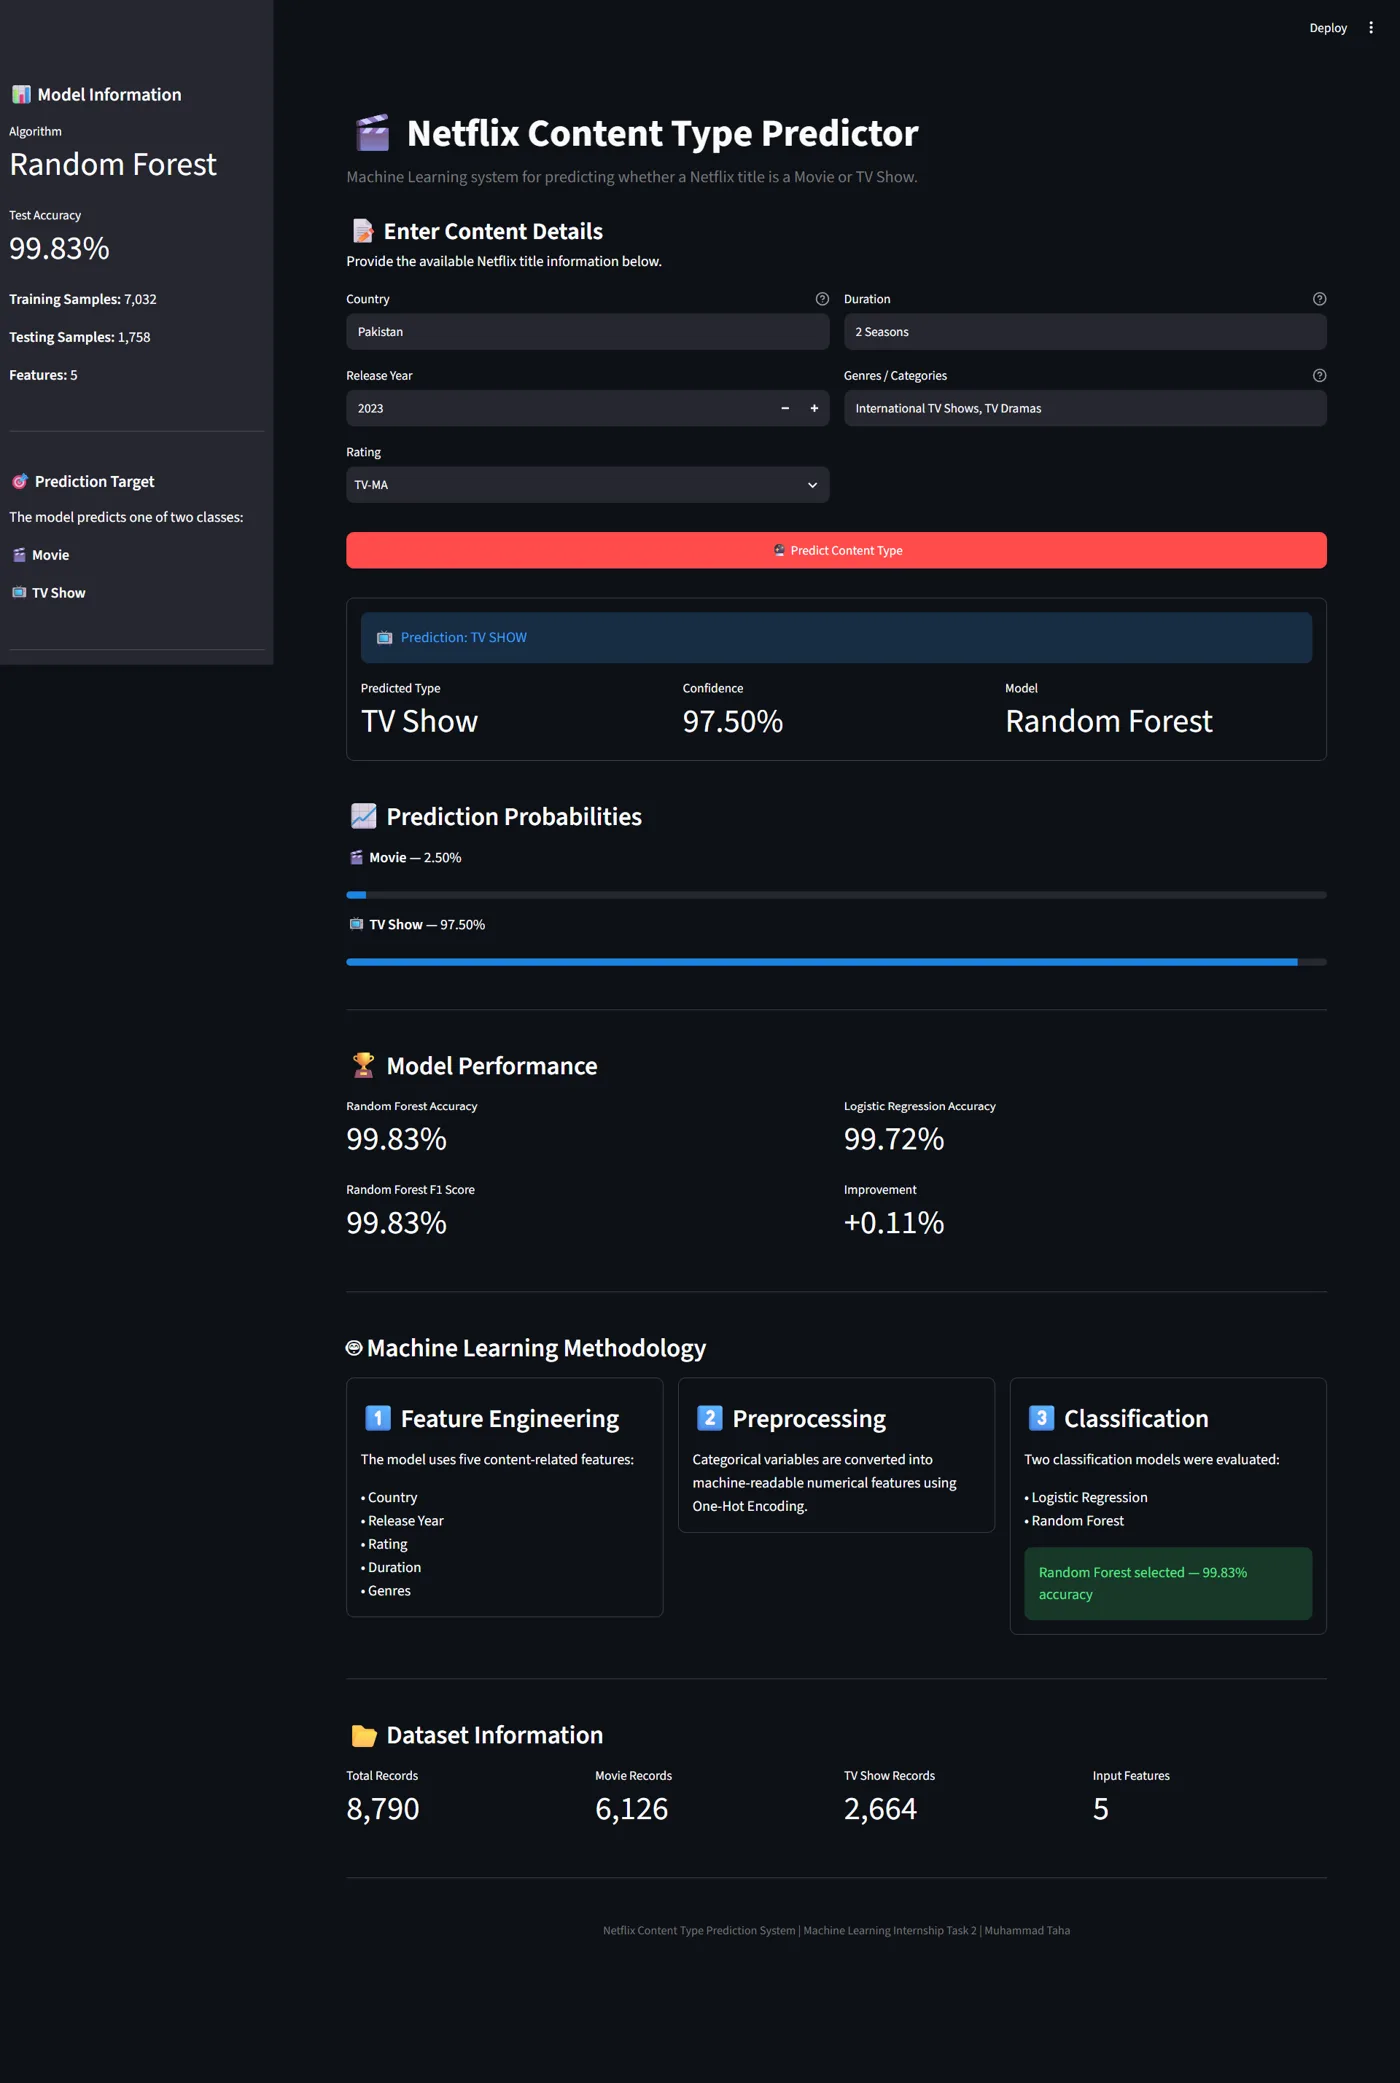 Deploy
📊 Model Information
Algorithm
Random Forest
Test Accuracy
99.83%
Training Samples: 7,032
Testing Samples: 1,758
Features: 5
🎯 Prediction Target
The model predicts one of two classes:
🎬 Movie
📺 TV Show
🎬 Netflix Content Type Predictor
Machine Learning system for predicting whether a Netflix title is a Movie or TV Show.
📝 Enter Content Details
Provide the available Netflix title information below.
Country
Pakistan
Duration
2 Seasons
Release Year
2023
Genres / Categories
International TV Shows, TV Dramas
Rating
TV-MA
🔮 Predict Content Type
📺 Prediction: TV SHOW
Predicted Type
TV Show
Confidence
97.50%
Model
Random Forest
📈 Prediction Probabilities
🎬 Movie — 2.50%
📺 TV Show — 97.50%
🏆 Model Performance
Random Forest Accuracy
99.83%
Logistic Regression Accuracy
99.72%
Random Forest F1 Score
99.83%
Improvement
+0.11%
Machine Learning Methodology
1️⃣ Feature Engineering
The model uses five content-related features:
• Country
• Release Year
• Rating
• Duration
• Genres
2️⃣ Preprocessing
Categorical variables are converted into
machine-readable numerical features using
One-Hot Encoding.
3️⃣ Classification
Two classification models were evaluated:
• Logistic Regression
• Random Forest
Random Forest selected — 99.83%
accuracy
📂 Dataset Information
Total Records
8,790
Movie Records
6,126
TV Show Records
2,664
Input Features
5
Netflix Content Type Prediction System | Machine Learning Internship Task 2 | Muhammad Taha